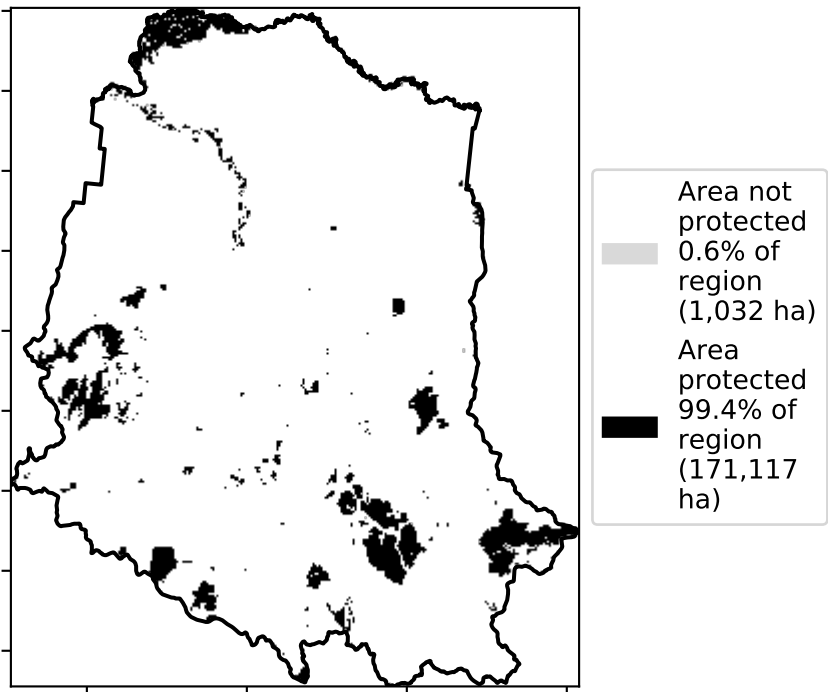 Area not
protected
0.6% of
region
(1,032 ha)
Area
protected
99.4% of
region
(171,117
ha)